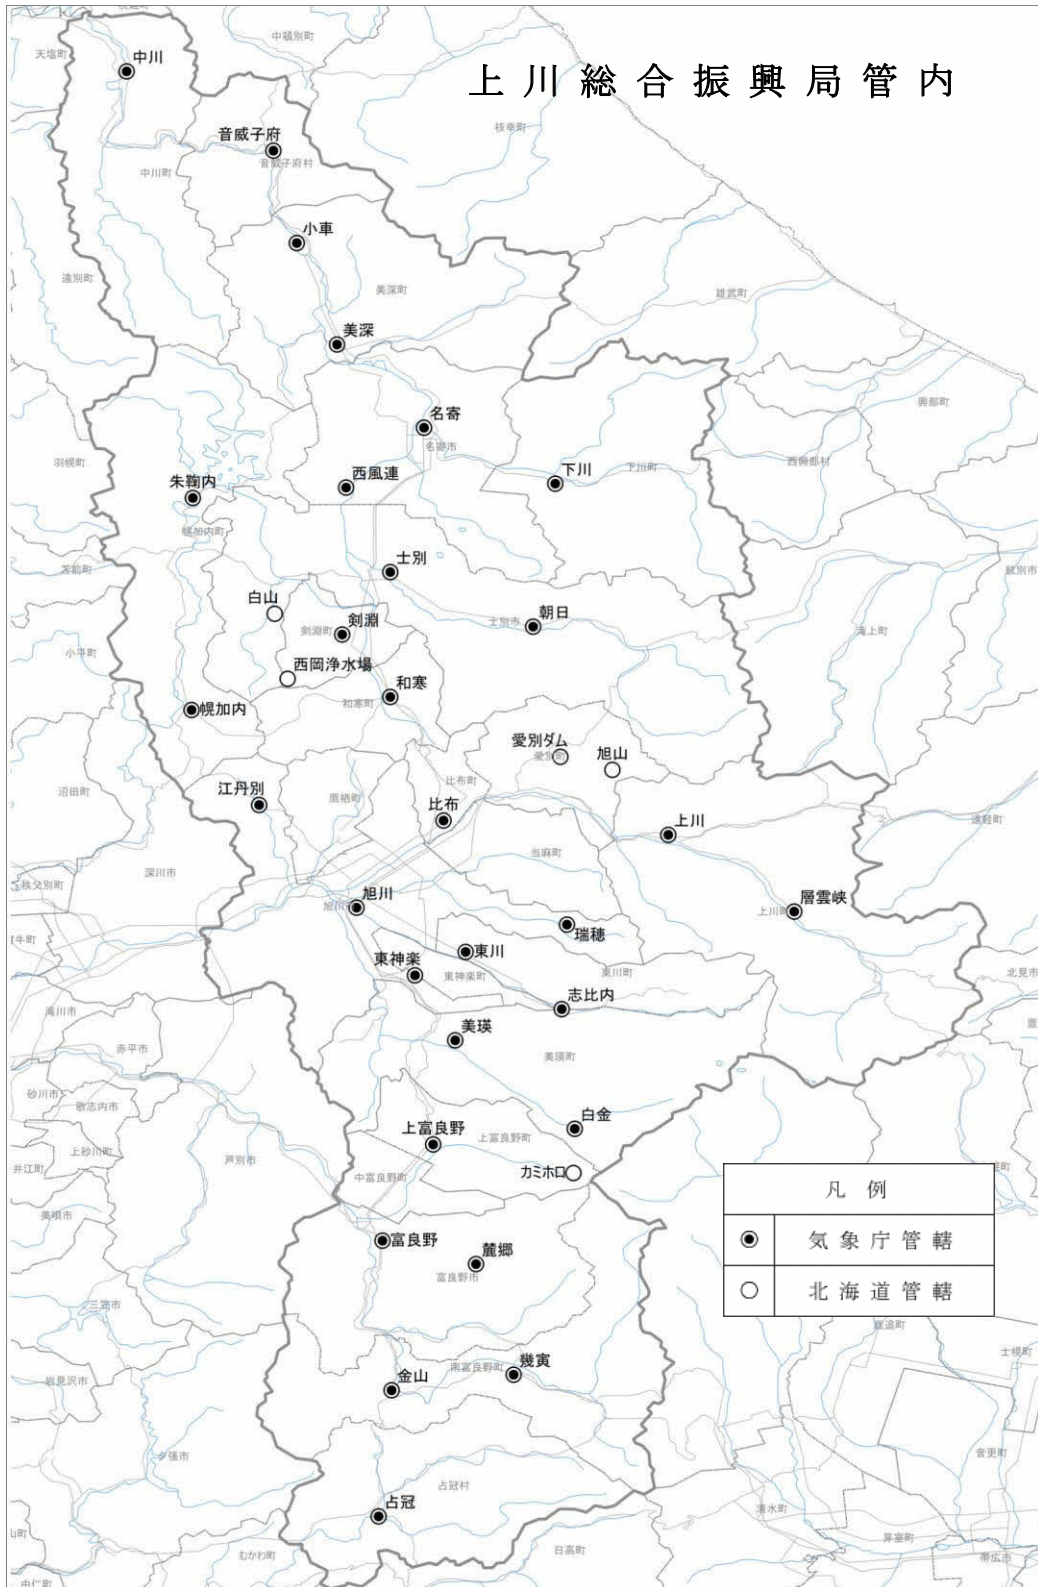 上川総合振興局管内
中頓別町
天塩町
中川
枝幸町
音威子府
音威子府村
中川町
小車
遠別町
美深町
雄武町
美深
興部町
名寄
名寄市
羽幌町
西興部村
西風連
下川
下川町
朱鞠内
幌加内町
苫前町
士別
紋別市
白山
剣淵
剣淵町
朝日
士別市
滝上町
小平町
西岡浄水場
和寒
和寒町
幌加内
愛別ダム
愛別町
旭山
沼田町
江丹別
鷹栖町
比布町
比布
上川
遠軽町
当麻町
深川市
秩父別町
旭川
層雲峡
上川町
瑞穂
東川
東神楽
東神楽町
東川町
北見市
志比内
滝川市
美瑛
赤平市
美瑛町
砂川市
歌志内市
白金
上富良野
上富良野町
上砂川町
芦別市
井江町
中富良野町
カミホロ
凡例
気象庁管轄
北海道管轄
美唄市
富良野
麓郷
富良野市
三笠市
鹿追町
士幌町
幾寅
南富良野町
金山
岩見沢市
夕張市
音更町
占冠村
占冠
清水町
芽室町
むかわ町
日高町
帯広市
由仁町